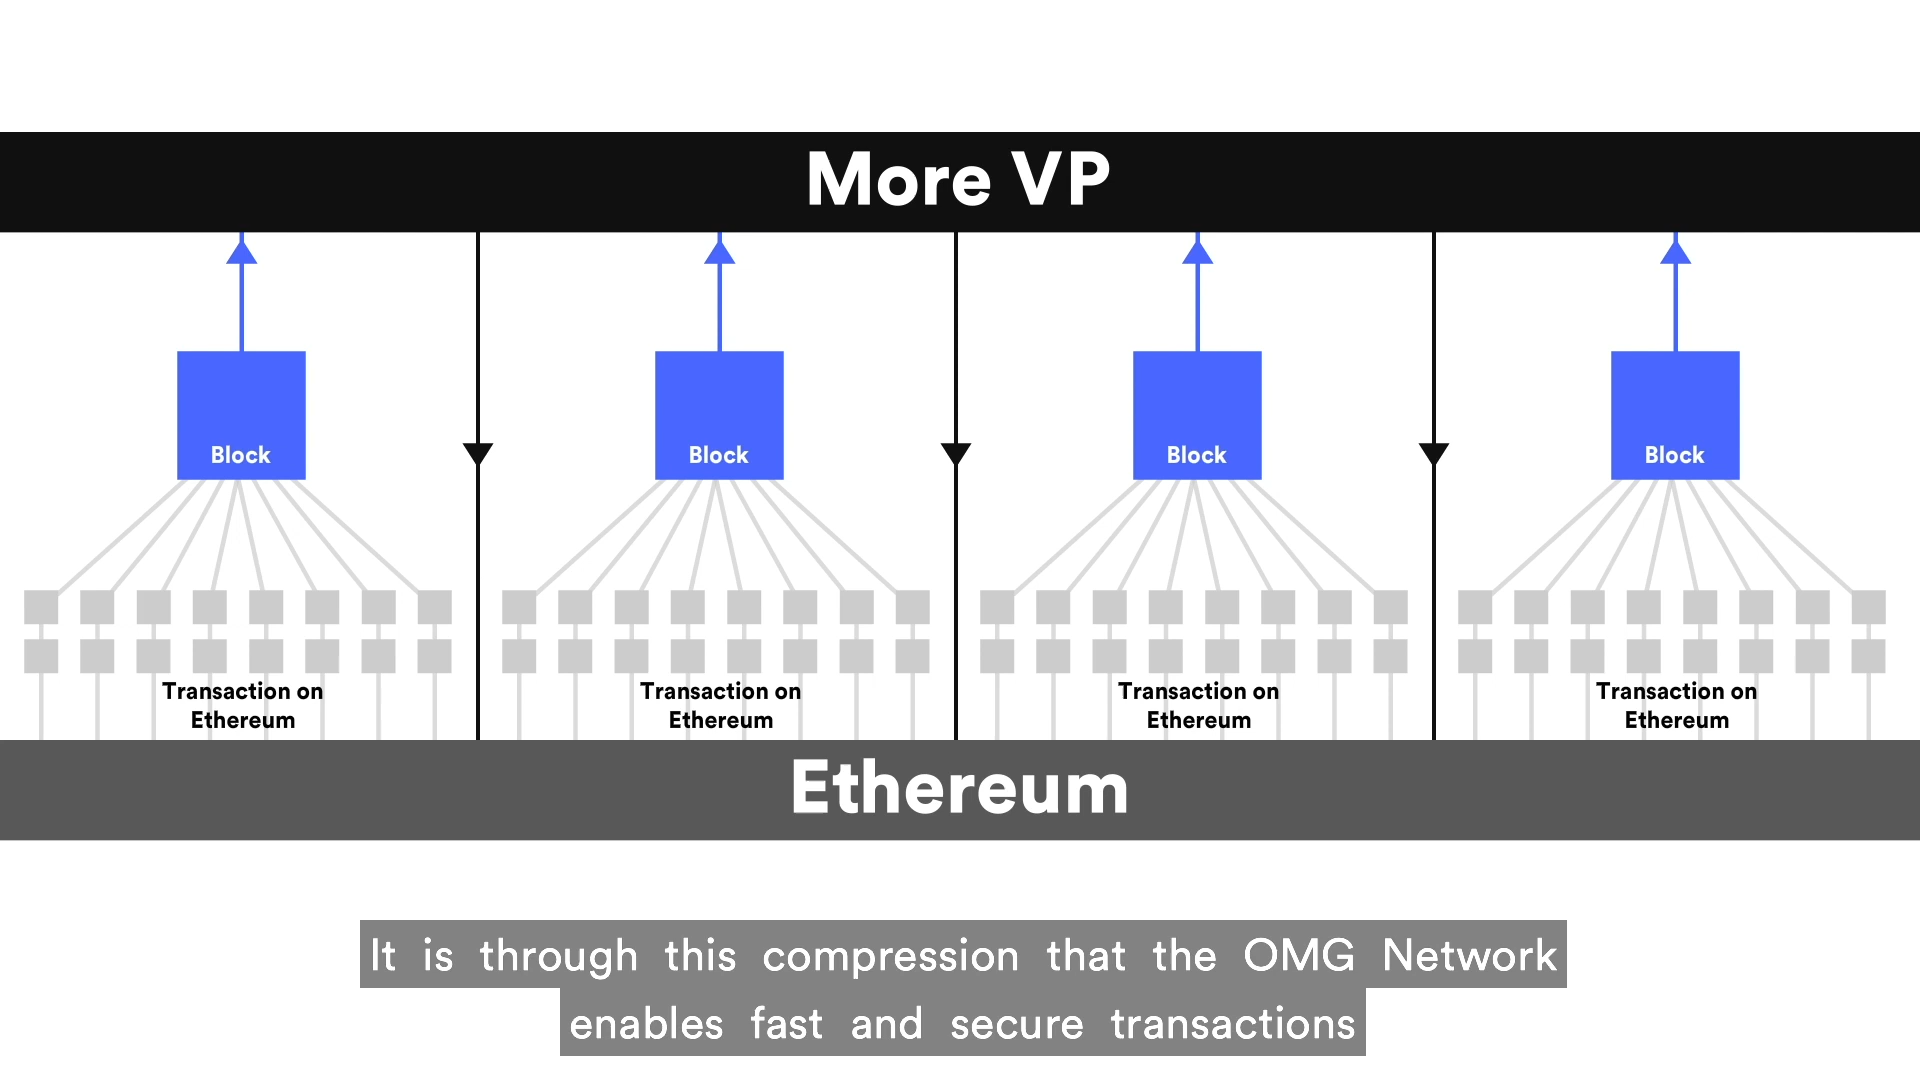 More VP
Block
Block
Block
Block
Transaction on
Ethereum
Transaction on
Ethereum
Transaction on
Ethereum
Transaction on
Ethereum
Ethereum
It is through this compression that the OMG Network
enables fast and secure transactions